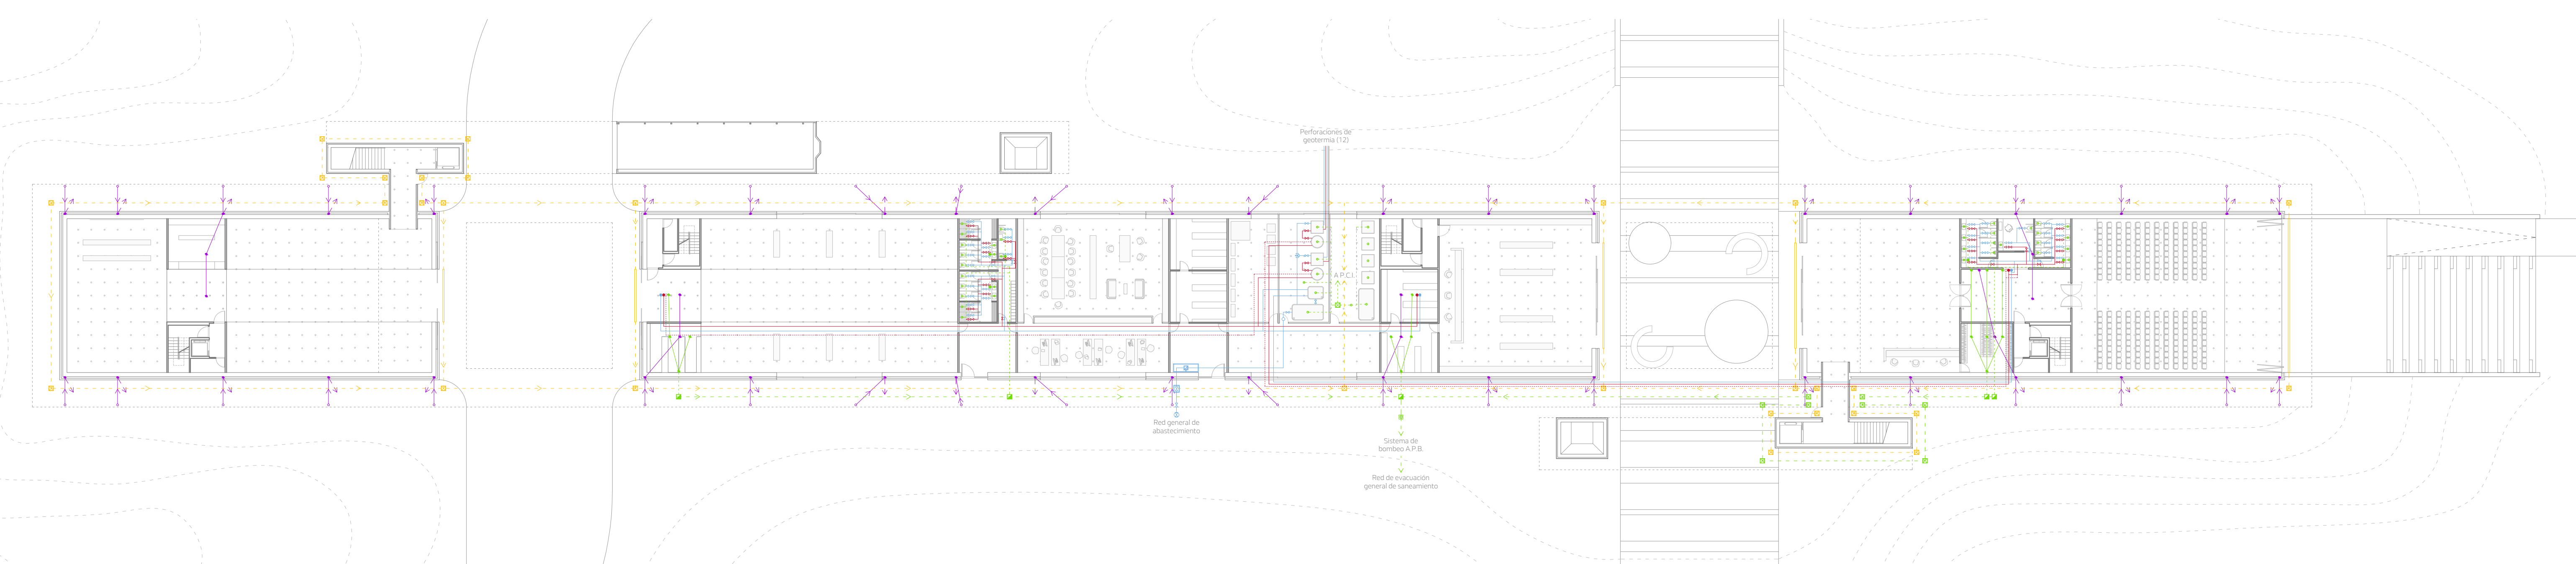 Perforaciones de
geotermia (12)
A.P.C.I.
Red general de
abastecimiento
Sistema de
bombeo A.P.B.
Red de evacuación
general de saneamiento